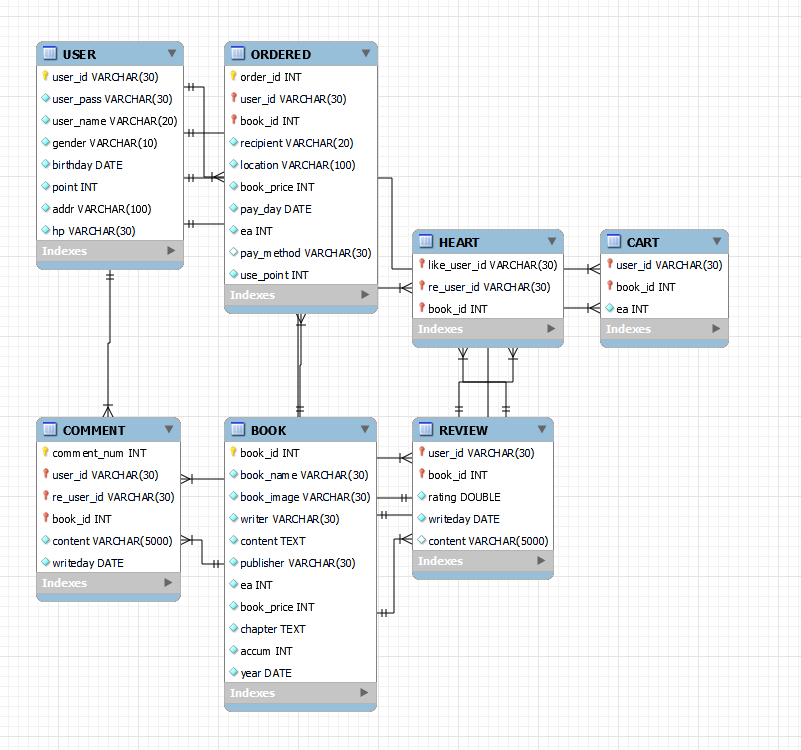 USER
user_id VARCHAR(30)
user_pass VARCHAR(30)
user_name VARCHAR(20)
gender VARCHAR(10)
birthday DATE
point INT
addr VARCHAR(100)
hp VARCHAR(30)
Indexes
ORDERED
order_id INT
user_id VARCHAR(30)
book_id INT
recipient VARCHAR(20)
location VARCHAR(100)
book_price INT
pay_day DATE
ea INT
pay_method VARCHAR(30)
use_point INT
Indexes
HEART
like_user_id VARCHAR(30)
re_user_id VARCHAR(30)
book_id INT
Indexes
CART
user_id VARCHAR(30)
book_id INT
ea INT
Indexes
COMMENT
comment_num INT
user_id VARCHAR(30)
re_user_id VARCHAR(30)
book_id INT
content VARCHAR(5000)
writeday DATE
Indexes
BOOK
book_id INT
book_name VARCHAR(30)
book_image VARCHAR(30)
writer VARCHAR(30)
content TEXT
publisher VARCHAR(30)
ea INT
book_price INT
chapter TEXT
accum INT
year DATE
Indexes
REVIEW
user_id VARCHAR(30)
book_id INT
rating DOUBLE
writeday DATE
content VARCHAR(5000)
Indexes